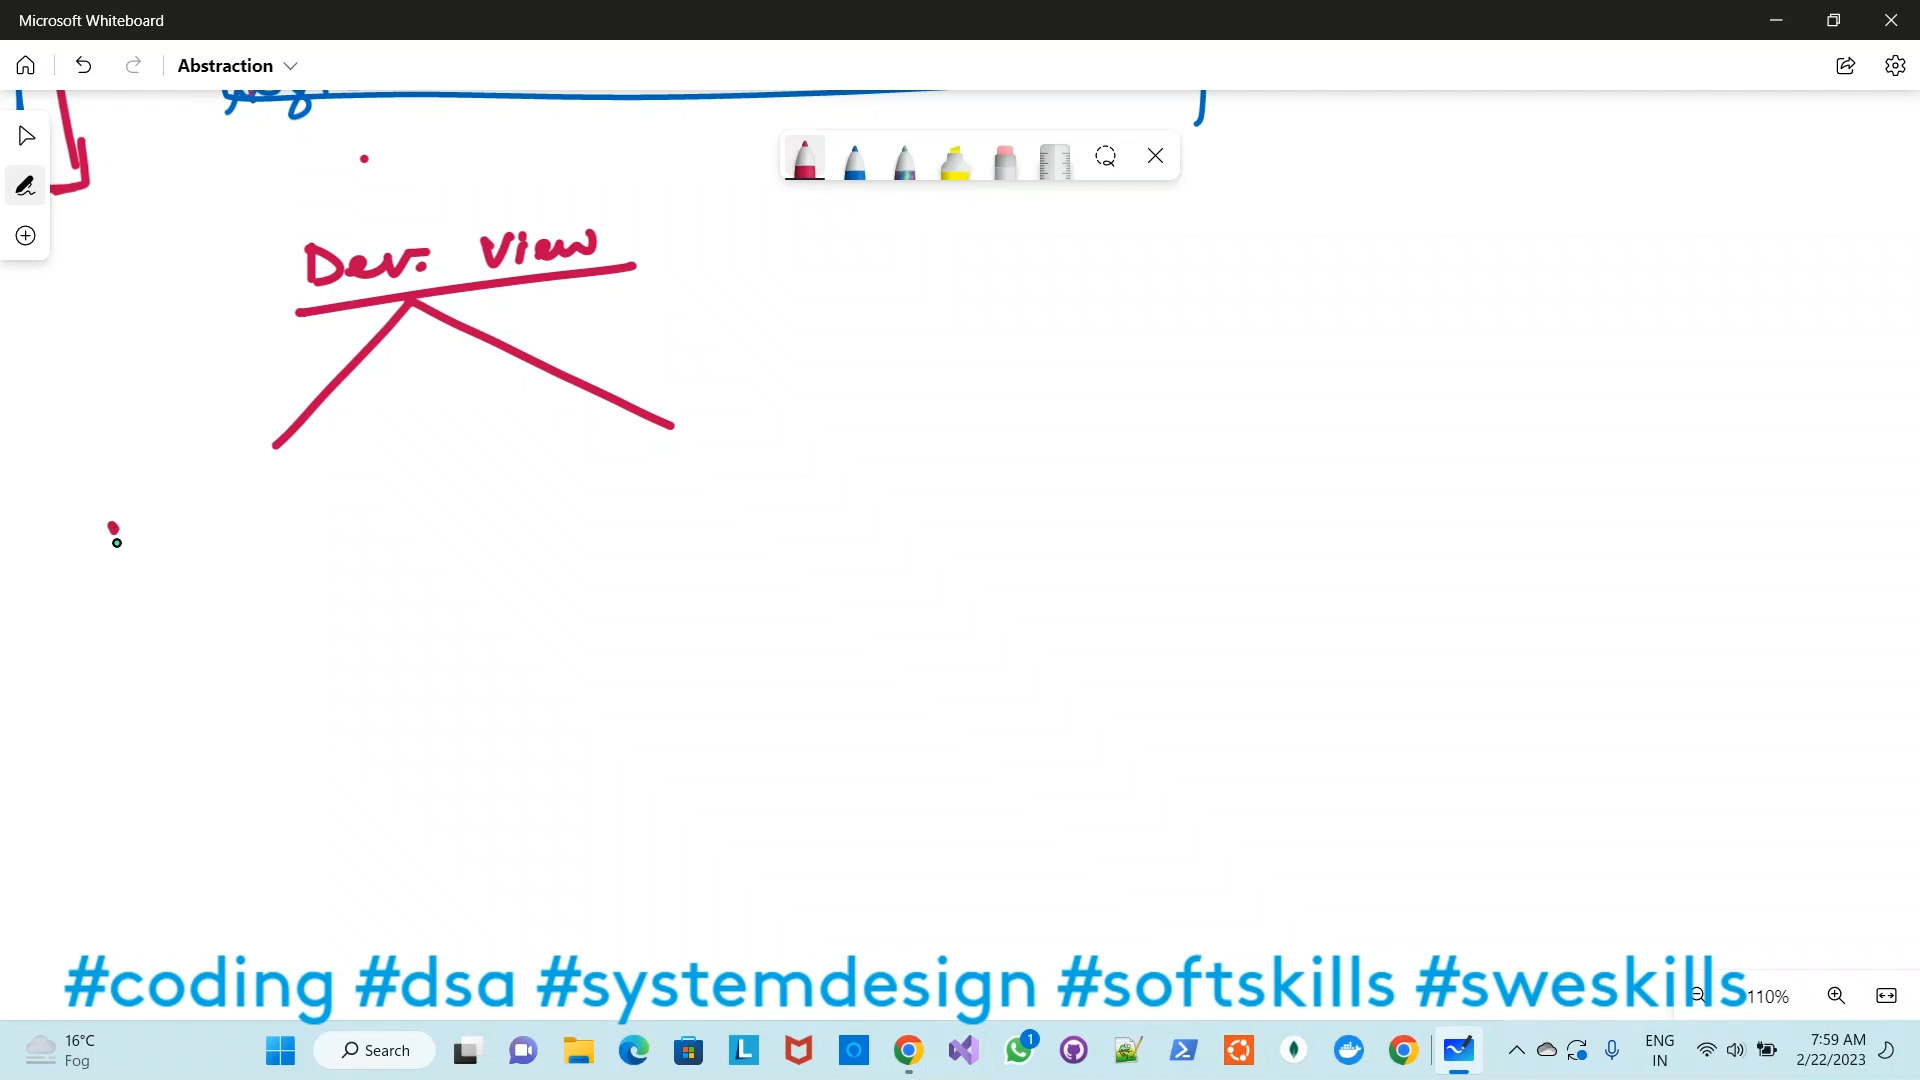 Microsoft Whiteboard
Abstraction
Dev. View
#coding #dsa #systemdesign #softskills #sweskills
110%
16°C
Fog
Search
1
ENG
IN
7:59 AM
2/22/2023